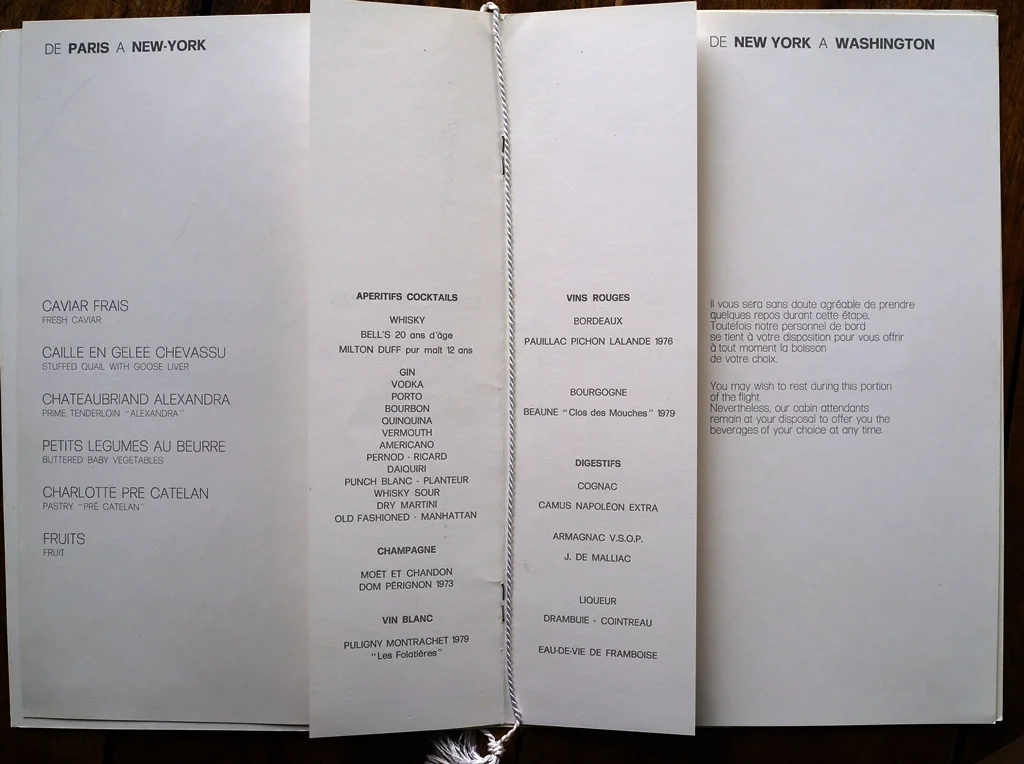 DE PARIS A NEW-YORK
CAVIAR FRAIS
FRESH CAVIAR
CAILLE EN GELEE CHEVASSU
STUFFED QUAIL WITH GOOSE LIVER
CHATEAUBRIAND ALEXANDRA
PRIME TENDERLOIN "ALEXANDRA"
PETITS LEGUMES AU BEURRE
BUTTERED BABY VEGETABLES
CHARLOTTE PRE CATELAN
PASTRY "PRÉ CATELAN"
FRUITS
FRUIT
APERITIFS COCKTAILS
WHISKY
BELL'S 20 ans d'âge
MILTON DUFF pur malt 12 ans
GIN
VODKA
PORTO
BOURBON
QUINQUINA
VERMOUTH
AMERICANO
PERNOD - RICARD
DAIQUIRI
PUNCH BLANC - PLANTEUR
WHISKY SOUR
DRY MARTINI
OLD FASHIONED - MANHATTAN
CHAMPAGNE
MOËT ET CHANDON
DOM PÉRIGNON 1973
VIN BLANC
PULIGNY MONTRACHET 1979
"Les Folatières"
VINS ROUGES
BORDEAUX
PAUILLAC PICHON LALANDE 1976
BOURGOGNE
BEAUNE "Clos des Mouches" 1979
DIGESTIFS
COGNAC
CAMUS NAPOLÉON EXTRA
ARMAGNAC V.S.O.P.
J. DE MALLIAC
LIQUEUR
DRAMBUIE - COINTREAU
EAU-DE-VIE DE FRAMBOISE
DE NEW YORK A WASHINGTON
Il vous sera sans doute agréable de prendre
quelques repos durant cette étape.
Toutefois notre personnel de bord
se tient à votre disposition pour vous offrir
à tout moment la boisson
de votre choix.
You may wish to rest during this portion
of the flight.
Nevertheless, our cabin attendants
remain at your disposal to offer you the
beverages of your choice at any time.